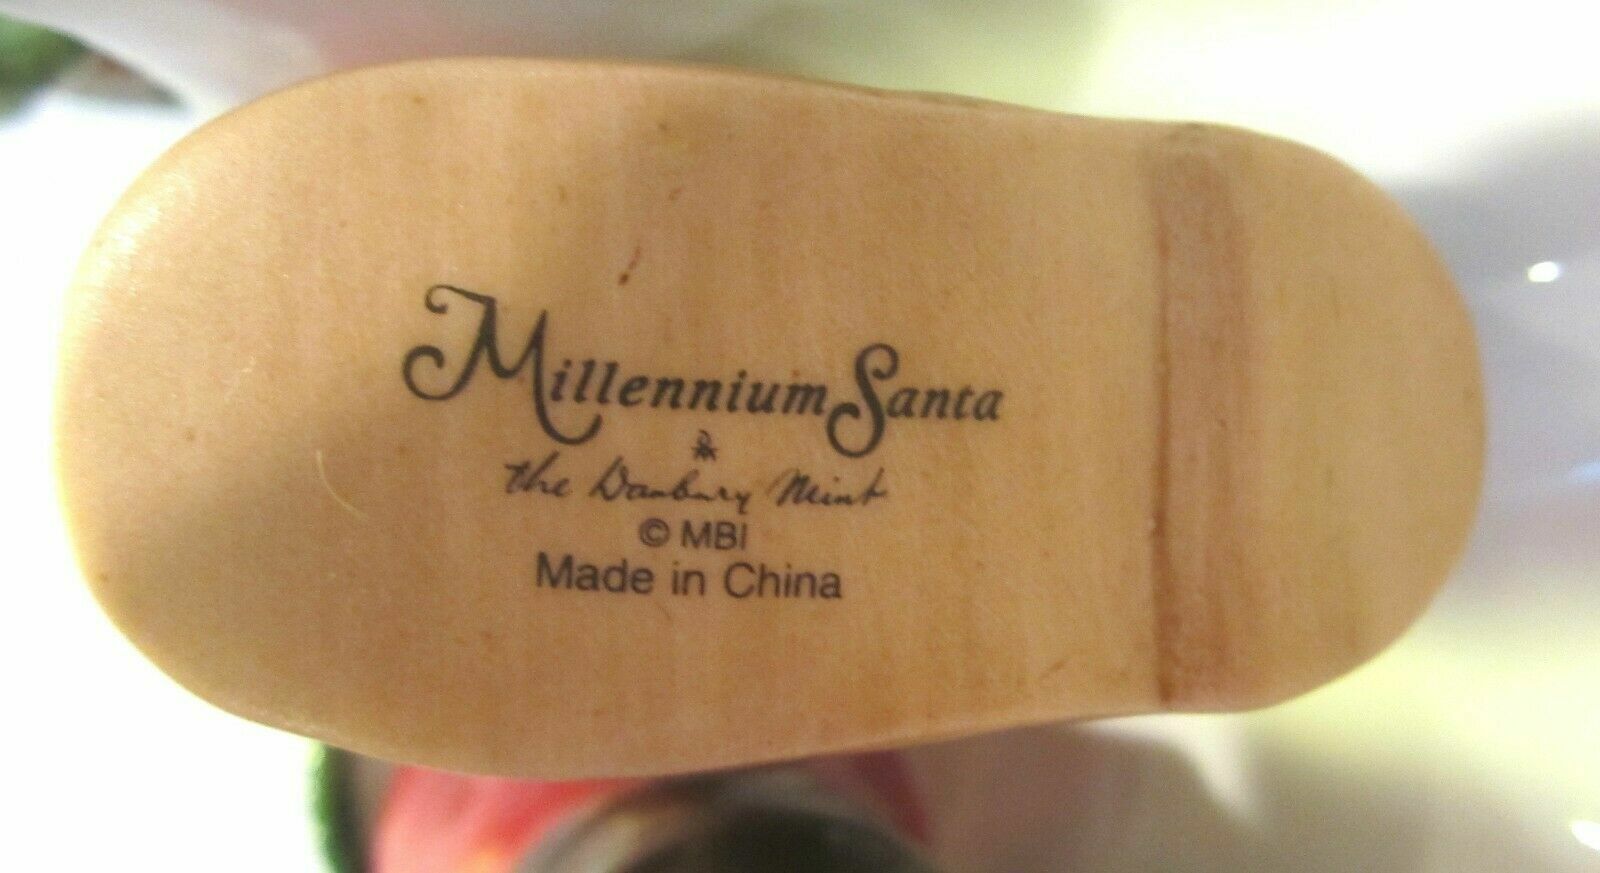 Millennium Santa
the Danbury Mint
© MBI
Made in China